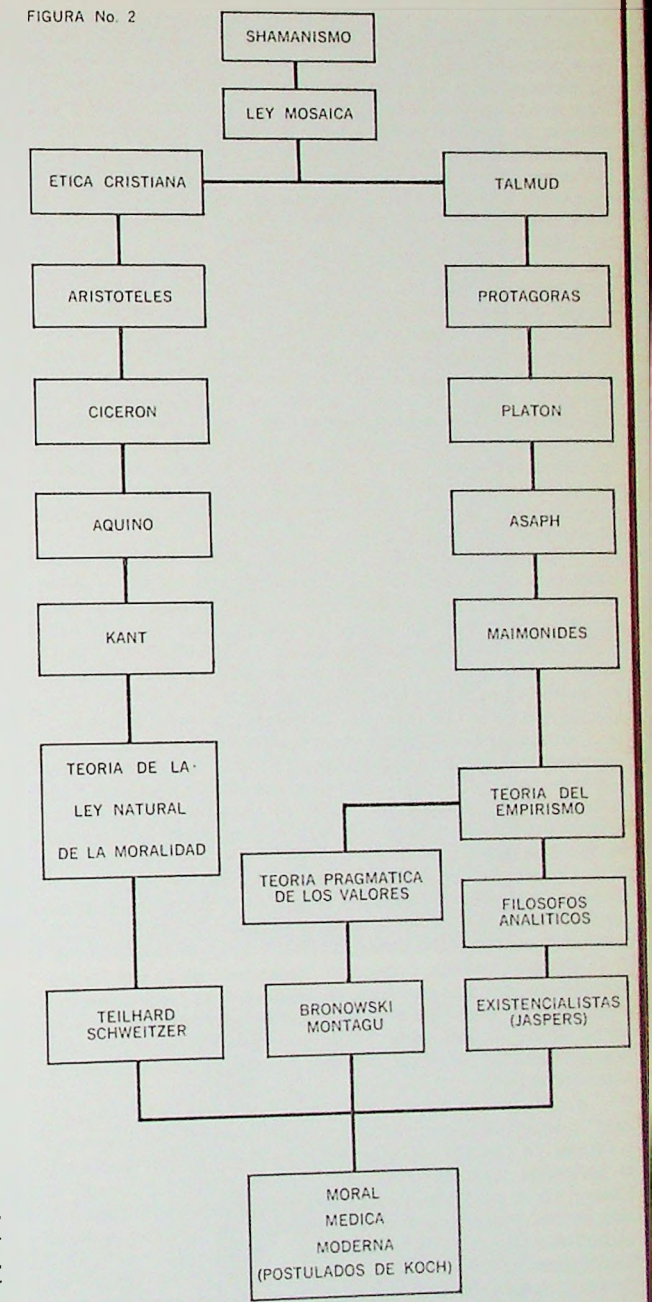 FIGURA No. 2
SHAMANISMO
LEY MOSAICA
ETICA CRISTIANA
TALMUD
ARISTOTELES
PROTAGORAS
CICERON
PLATON
AQUINO
ASAPH
KANT
MAIMONIDES
TEORIA DE LA
LEY NATURAL
DE LA MORALIDAD
TEORIA DEL
EMPIRISMO
TEORIA PRAGMATICA
DE LOS VALORES
FILOSOFOS
ANALITICOS
TEILHARD
SCHWEITZER
BRONOWSKI
MONTAGU
EXISTENCIALISTAS
(JASPERS)
MORAL
MEDICA
MODERNA
(POSTULADOS DE KOCH)